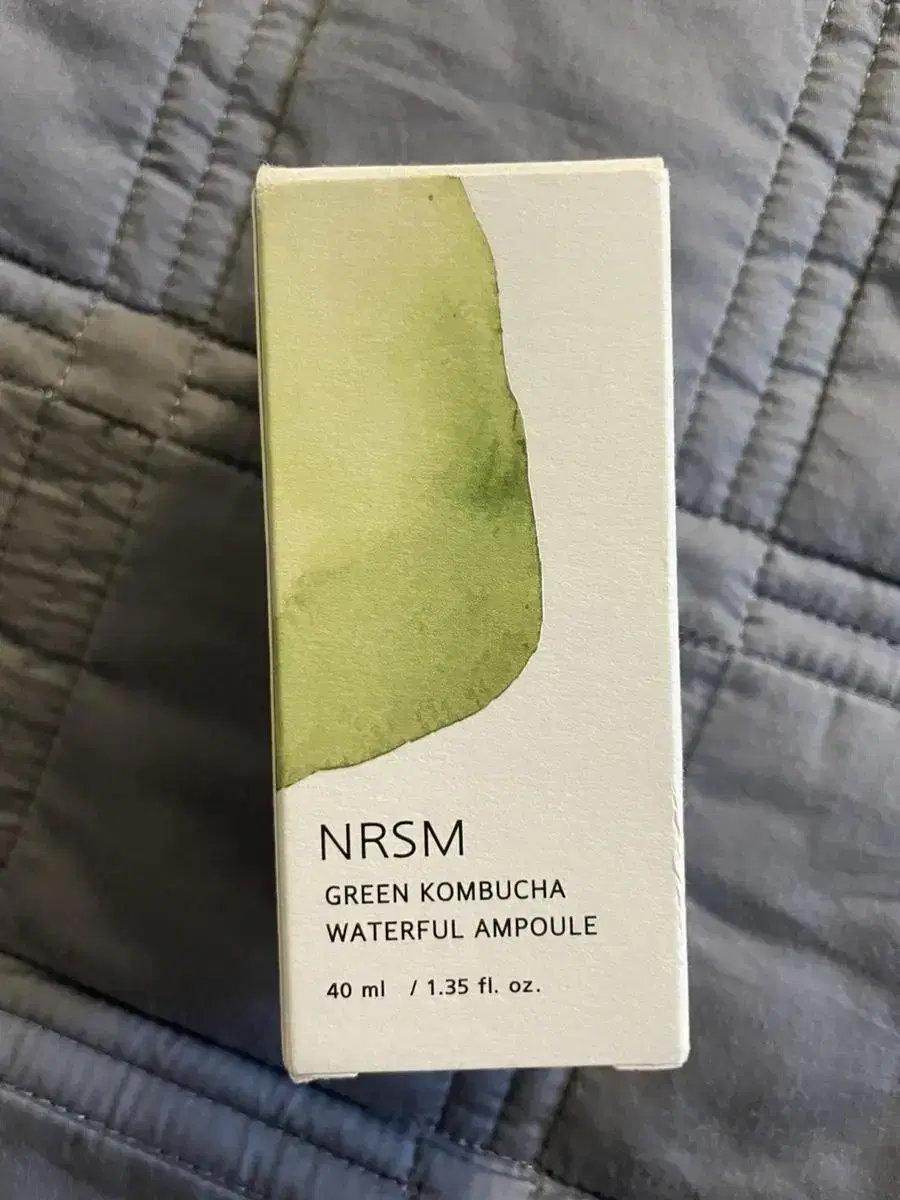 NRSM
GREEN KOMBUCHA
WATERFUL AMPOULE
40 ml / 1.35 fl. oz.